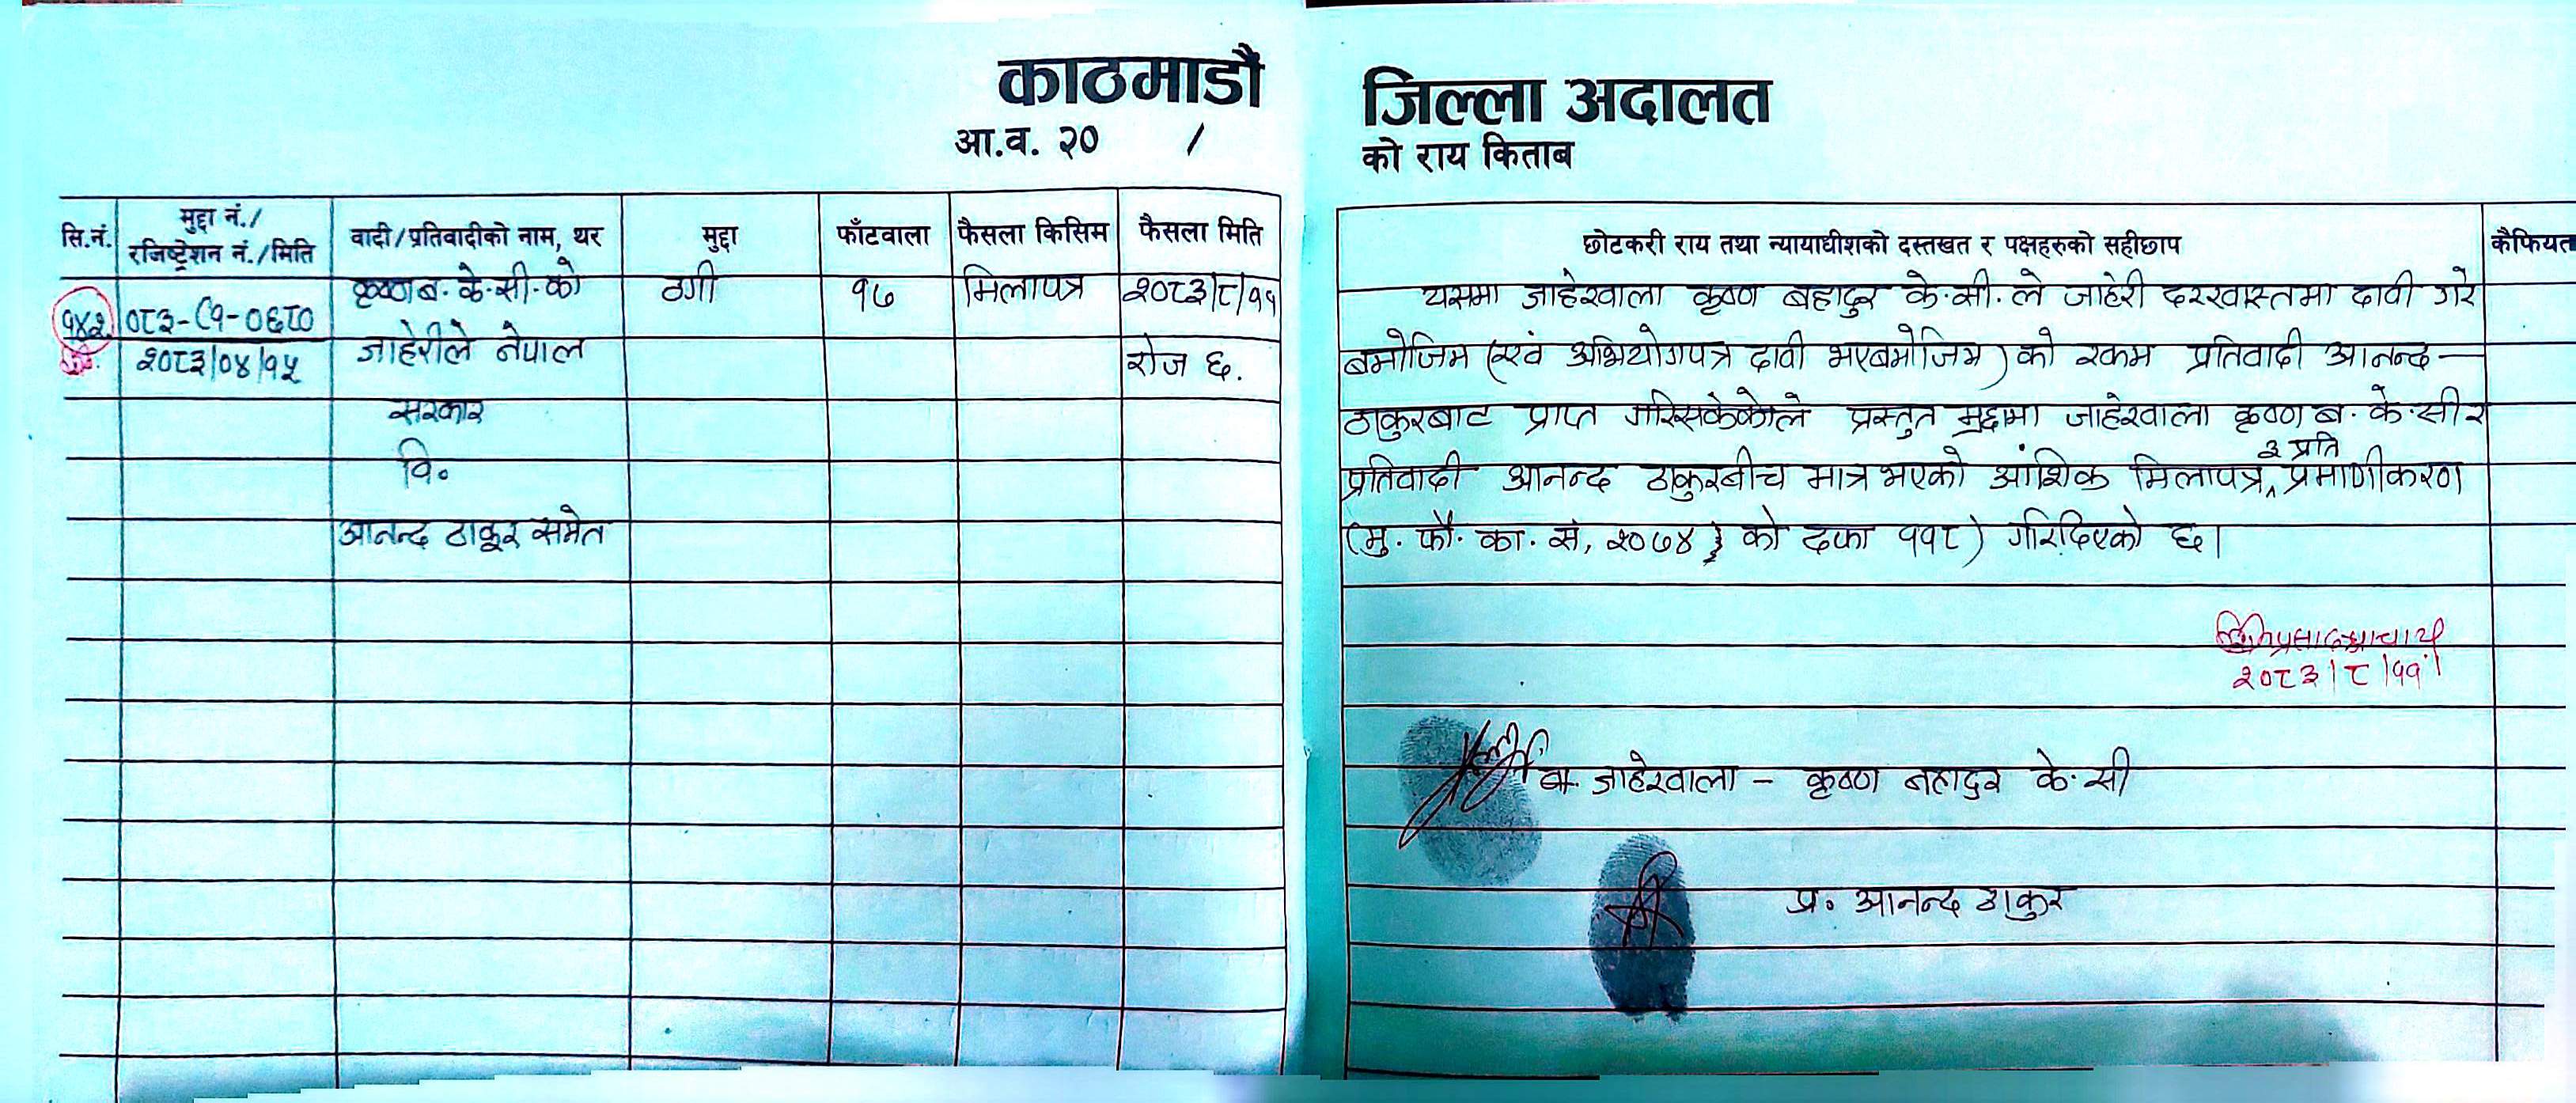 काठमाडौं जिल्ला अदालत
आ.व. २० / को राय किताब
सि.नं. मुद्दा नं./रजिष्ट्रेशन नं./मिति वादी/प्रतिवादीको नाम, थर मुद्दा फाँटवाला फैसला किसिम फैसला मिति
१४२ ०८३-C१-०६८० कृष्ण ब. के.सी.को ठगी १७ मिलापत्र २०८३|८|११
२०८३|०४|१५ जाहेरीले नेपाल रोज ६.
सरकार
वि॰
आनन्द ठाकुर समेत
छोटकरी राय तथा न्यायाधीशको दस्तखत र पक्षहरुको सहीछाप कैफियत
यसमा जाहेरवाला कृष्ण बहादुर के.सी. ले जाहेरी दरखास्तमा दावी गरे
बमोजिम (एवं अभियोगपत्र दावी भएबमोजिम) को रकम प्रतिवादी आनन्द –
ठाकुरबाट प्राप्त गरिसकेकोले प्रस्तुत मुद्दामा जाहेरवाला कृष्ण ब. के.सी र
प्रतिवादी आनन्द ठाकुरबीच मात्र भएको आंशिक मिलापत्र ३ प्रति प्रमाणीकरण
(मु. फौ. का. सं, २०७४ को दफा ११८) गरिदिएको छ।
२०८३|८|११
जाहेरवाला – कृष्ण बहादुर के.सी
प्र॰ आनन्द ठाकुर